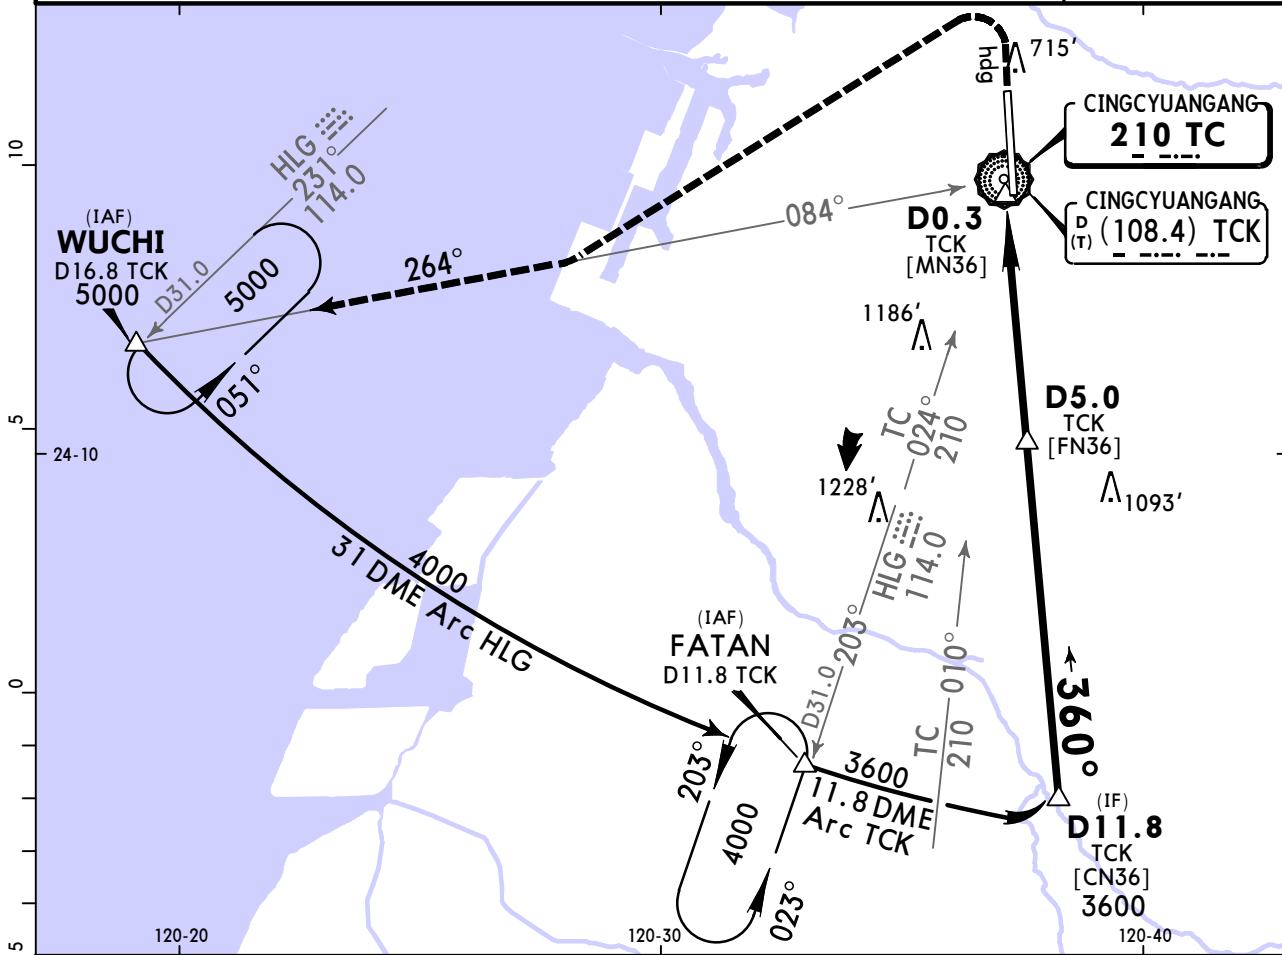 715'
hdg
CINGCYUANGANG
210 TC
CINGCYUANGANG
D
(T)
(108.4) TCK
10
HLG
231°
114.0
(IAF)
WUCHI
D16.8 TCK
5000
D31.0
5000
051°
264°
084°
D0.3
TCK
[MN36]
1186'
D5.0
TCK
[FN36]
5
24-10
TC
024°
210
1228'
1093'
HLG
114.0
203°
D31.0
4000
31 DME Arc HLG
(IAF)
FATAN
D11.8 TCK
010°
TC
210
360°
0
203°
4000
023°
3600
11.8 DME
Arc TCK
(IF)
D11.8
TCK
[CN36]
3600
5
120-20
120-30
120-40